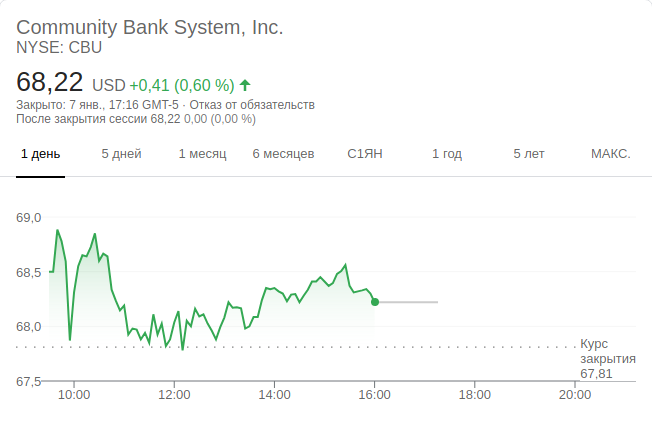 Community Bank System, Inc.
NYSE: CBU
68,22 USD +0,41 (0,60 %)
Закрыто: 7 янв., 17:16 GMT-5 · Отказ от обязательств
После закрытия сессии 68,22 0,00 (0,00 %)
1 день 5 дней 1 месяц 6 месяцев С1ЯН 1 год 5 лет МАКС.
69,0
68,5
68,0
Курс
закрытия
67,81
67,5
10:00 12:00 14:00 16:00 18:00 20:00